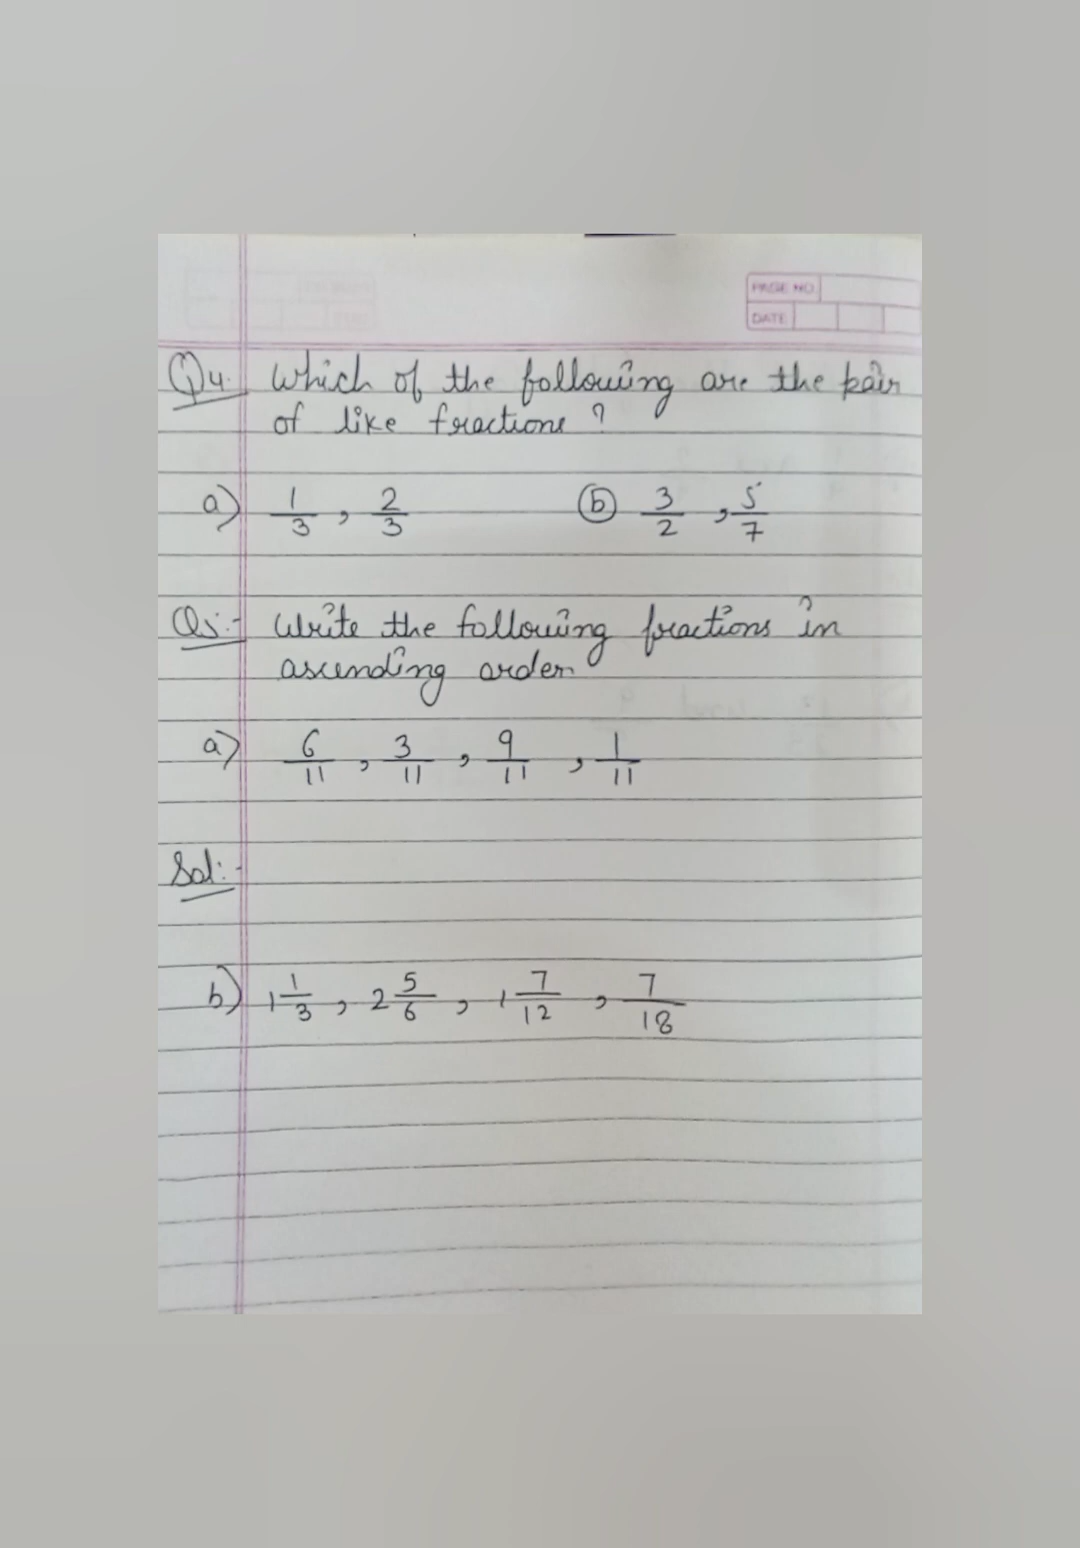 PAGE NO.
DATE
Q4. Which of the following are the pair
of like fractions ?
a) 1/3 , 2/3 (b) 3/2 , 5/7
Q5:- Write the following fractions in
ascending order
a) 6/11 , 3/11 , 9/11 , 1/11
Sol:-
b) 1 1/3 , 2 5/6 , 1 7/12 , 7/18